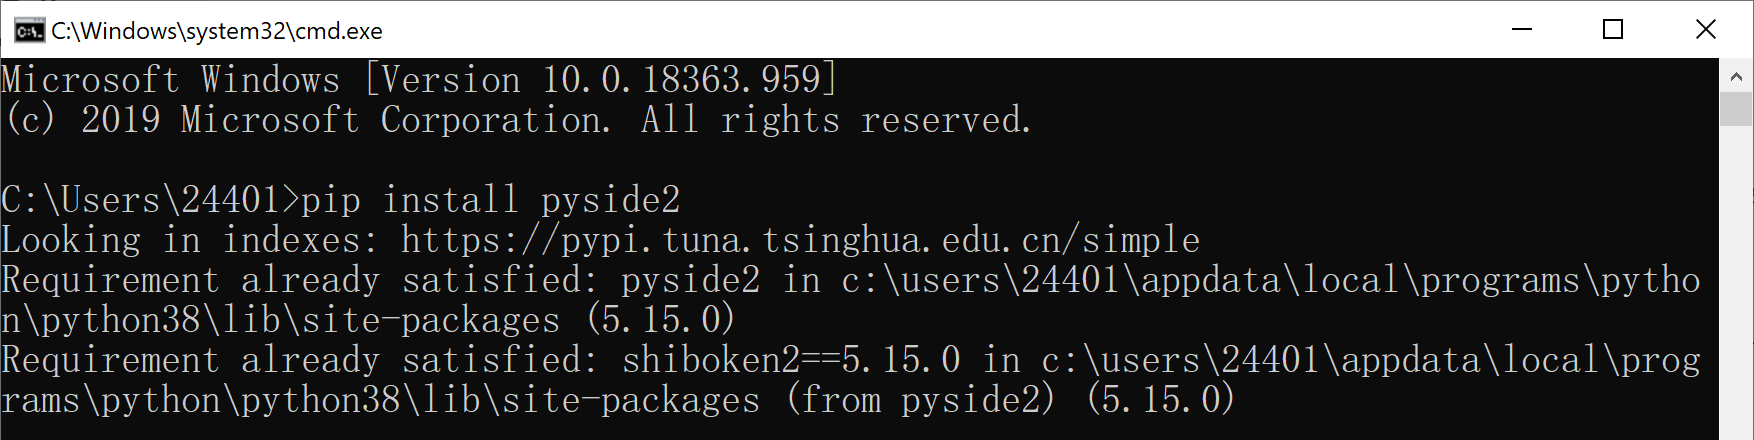 C:\Windows\system32\cmd.exe
Microsoft Windows [Version 10.0.18363.959]
(c) 2019 Microsoft Corporation. All rights reserved.
C:\Users\24401>pip install pyside2
Looking in indexes: https://pypi.tuna.tsinghua.edu.cn/simple
Requirement already satisfied: pyside2 in c:\users\24401\appdata\local\programs\pytho
n\python38\lib\site-packages (5.15.0)
Requirement already satisfied: shiboken2==5.15.0 in c:\users\24401\appdata\local\prog
rams\python\python38\lib\site-packages (from pyside2) (5.15.0)